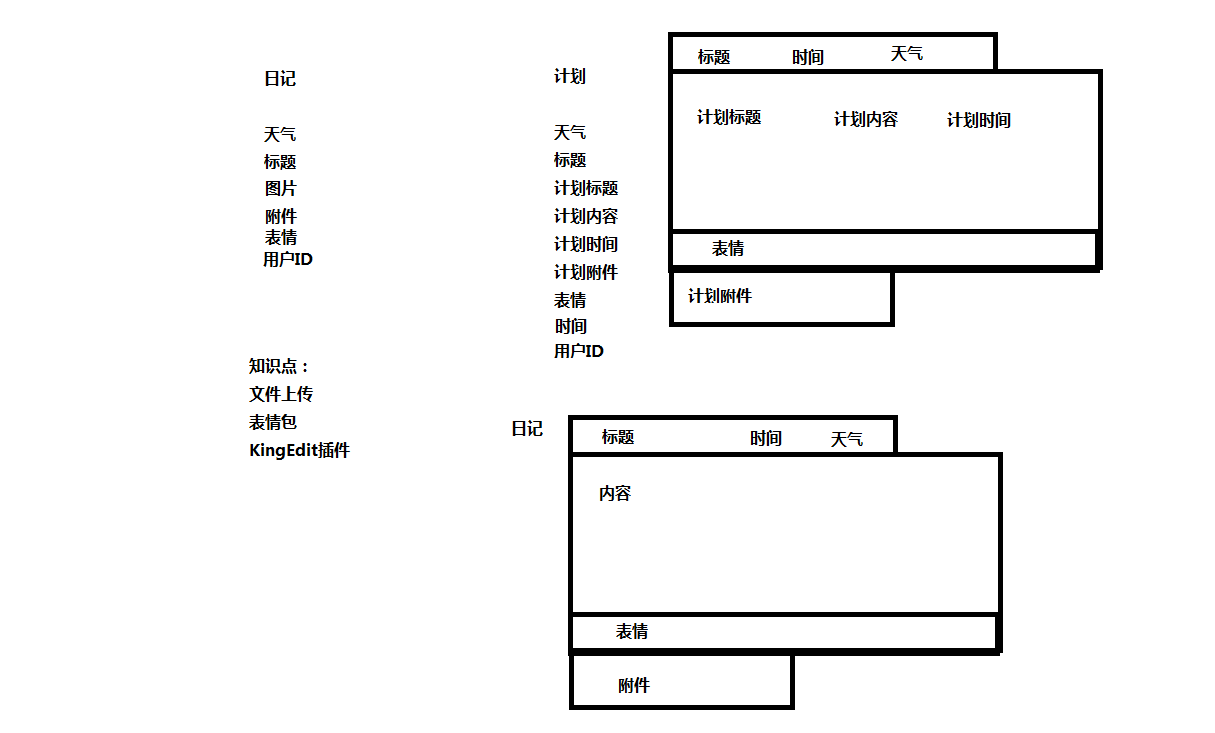 日记
天气
标题
图片
附件
表情
用户ID
计划
天气
标题
计划标题
计划内容
计划时间
计划附件
表情
时间
用户ID
标题 时间 天气
计划标题 计划内容 计划时间
表情
计划附件
知识点：
文件上传
表情包
KingEdit插件
日记
标题 时间 天气
内容
表情
附件